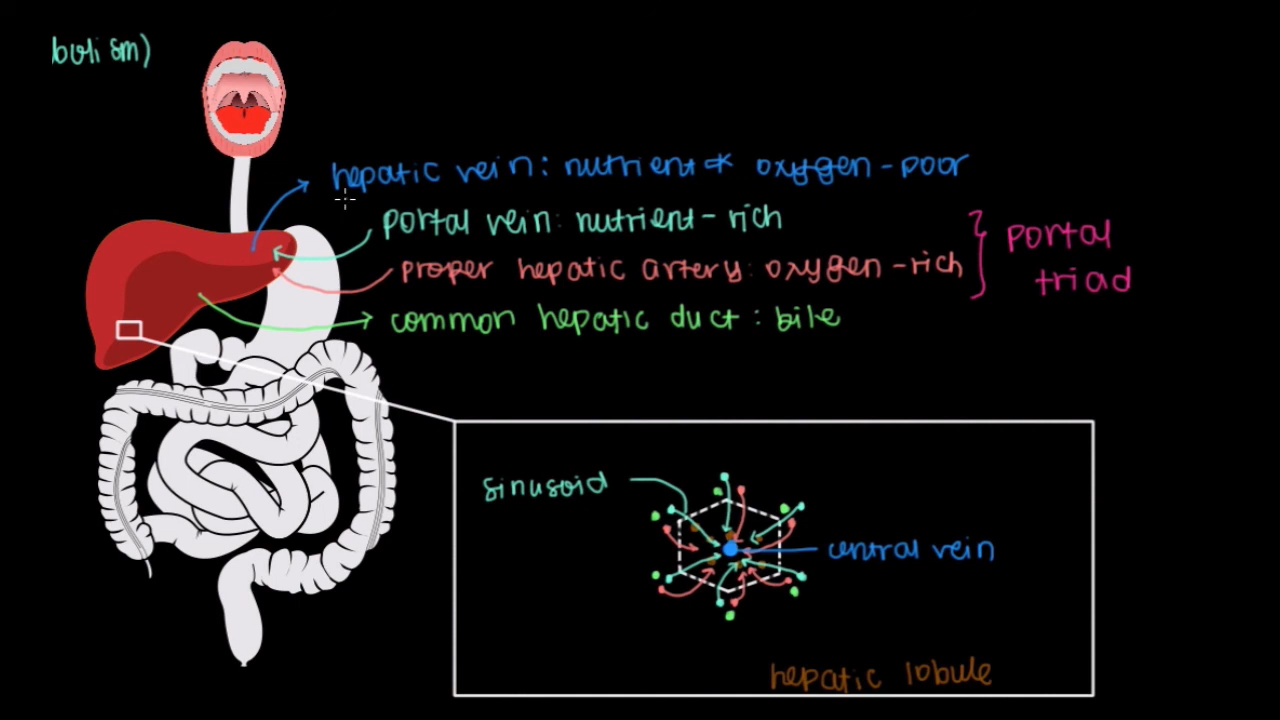 bolism)
hepatic vein: nutrient & oxygen-poor
portal vein: nutrient-rich
proper hepatic artery: oxygen-rich
portal
triad
common hepatic duct: bile
sinusoid
central vein
hepatic lobule